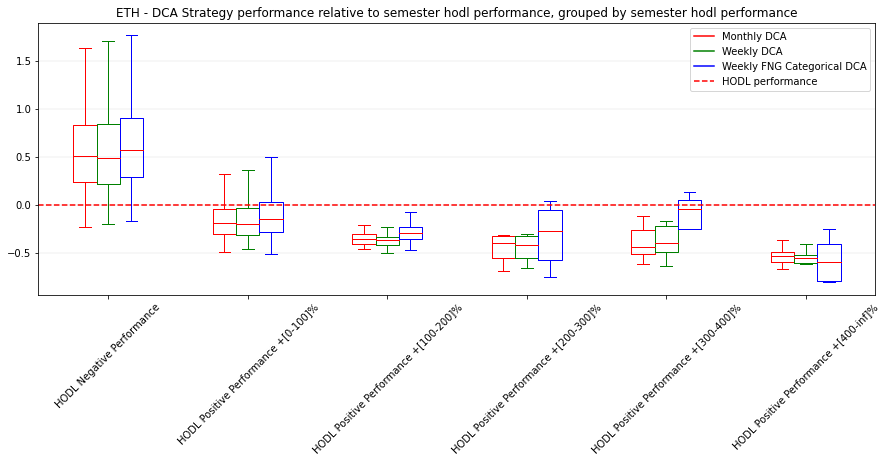 ETH - DCA Strategy performance relative to semester hodl performance, grouped by semester hodl performance
Monthly DCA
Weekly DCA
Weekly FNG Categorical DCA
HODL performance
1.5
1.0
0.5
0.0
−0.5
HODL Negative Performance
HODL Positive Performance +[0-100]%
HODL Positive Performance +[100-200]%
HODL Positive Performance +[200-300]%
HODL Positive Performance +[300-400]%
HODL Positive Performance +[400-inf]%